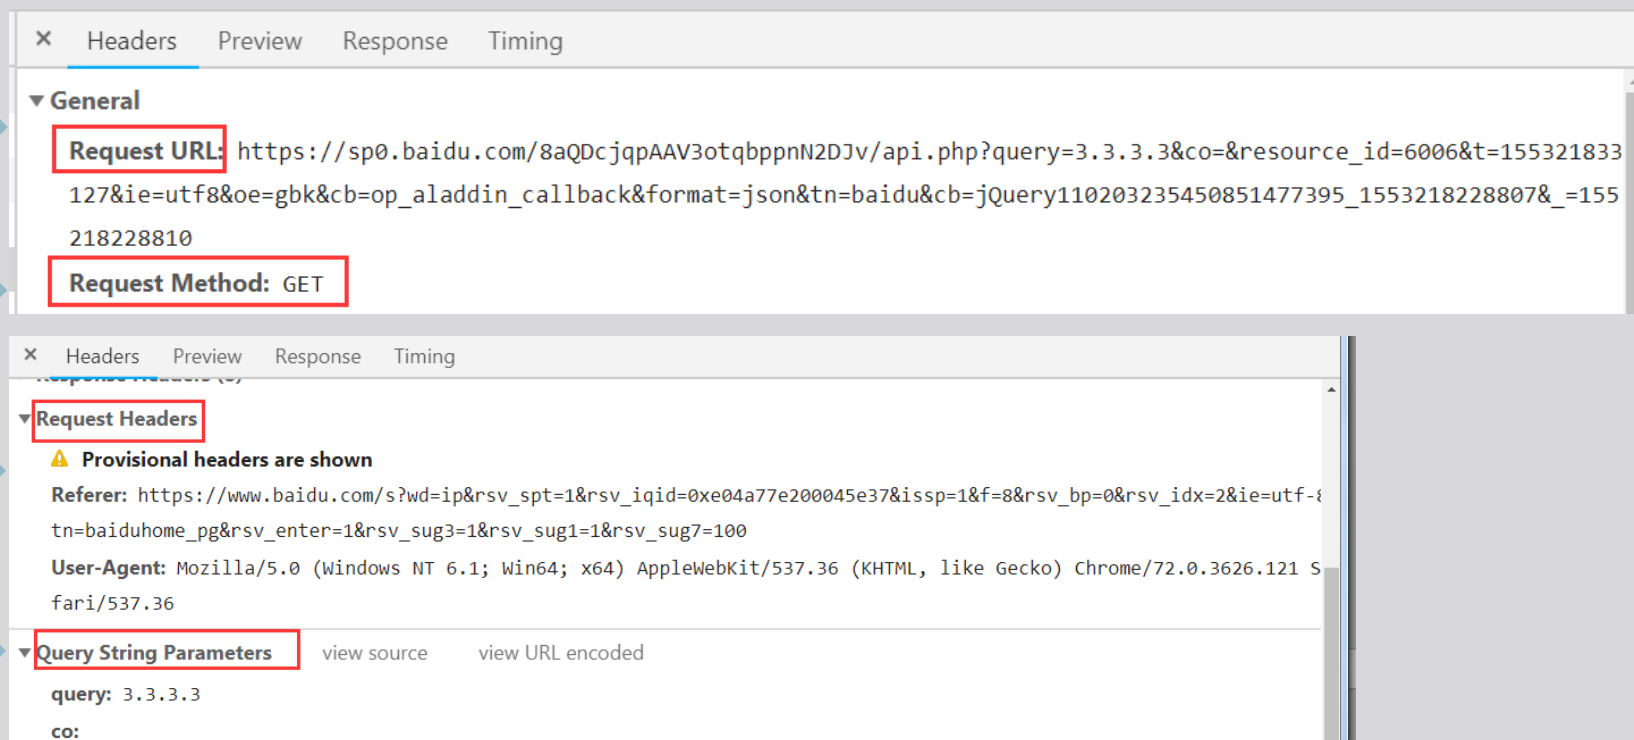 × Headers Preview Response Timing
General
Request URL: https://sp0.baidu.com/8aQDcjqpAAV3otqbppnN2DJv/api.php?query=3.3.3.3&co=&resource_id=6006&t=155321833
127&ie=utf8&oe=gbk&cb=op_aladdin_callback&format=json&tn=baidu&cb=jQuery110203235450851477395_1553218228807&_=155
218228810
Request Method: GET
× Headers Preview Response Timing
Request Headers
Provisional headers are shown
Referer: https://www.baidu.com/s?wd=ip&rsv_spt=1&rsv_iqid=0xe04a77e200045e37&issp=1&f=8&rsv_bp=0&rsv_idx=2&ie=utf-8
tn=baiduhome_pg&rsv_enter=1&rsv_sug3=1&rsv_sug1=1&rsv_sug7=100
User-Agent: Mozilla/5.0 (Windows NT 6.1; Win64; x64) AppleWebKit/537.36 (KHTML, like Gecko) Chrome/72.0.3626.121 S
fari/537.36
Query String Parameters view source view URL encoded
query: 3.3.3.3
co: